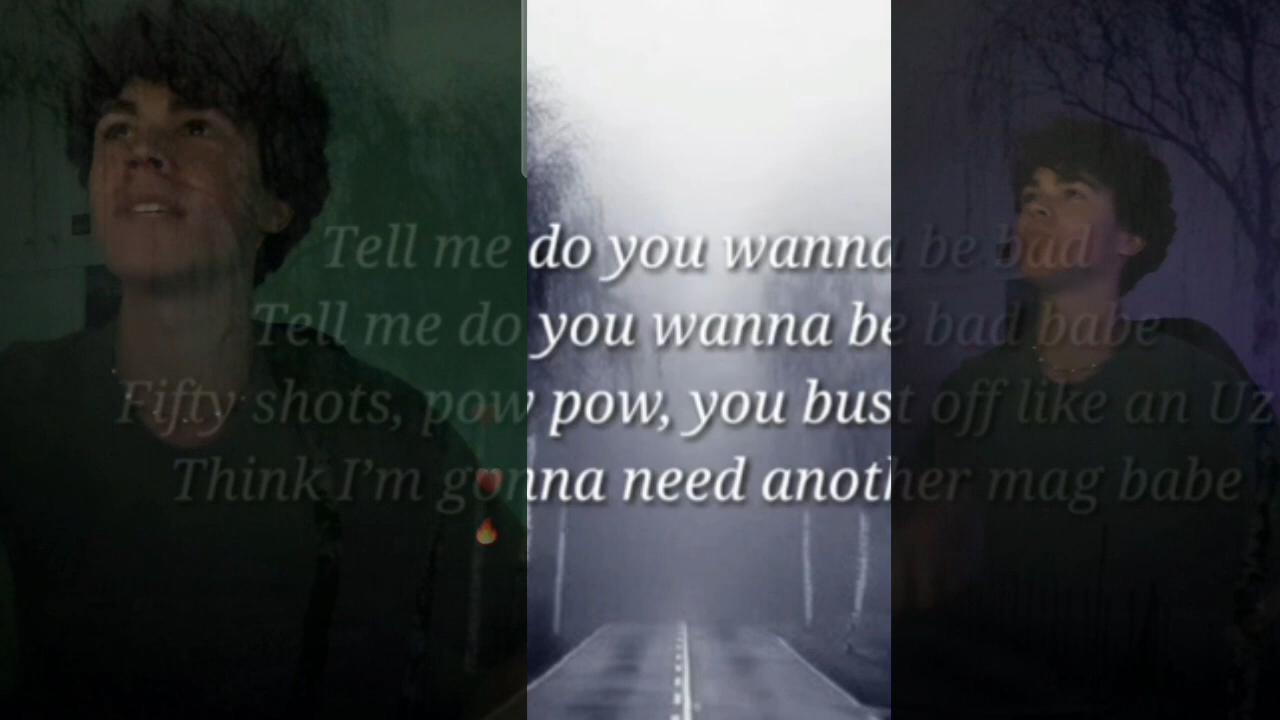 Tell me do you wanna be bad
Tell me do you wanna be bad babe
Fifty shots, pow pow, you bust off like an Uz
Think I’m gonna need another mag babe